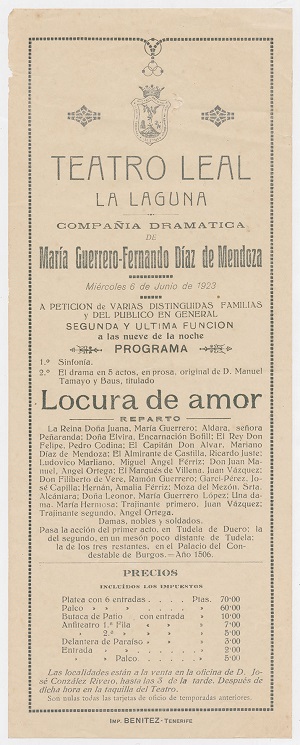 TEATRO LEAL
LA LAGUNA
COMPAÑIA DRAMATICA
DE
María Guerrero-Fernando Díaz de Mendoza
Miércoles 6 de Junio de 1923
A PETICION de VARIAS DISTINGUIDAS FAMILIAS
y DEL PUBLICO EN GENERAL
SEGUNDA Y ULTIMA FUNCION
a las nueve de la noche
PROGRAMA
1.º Sinfonía.
2.º El drama en 5 actos, en prosa, original de D. Manuel
Tamayo y Baus, titulado
Locura de amor
REPARTO
La Reina Doña Juana, María Guerrero; Aldara, señora
Peñaranda; Doña Elvira, Encarnación Bofill; El Rey Don
Felipe, Pedro Codina; El Capitán Don Alvar, Mariano
Díaz de Mendoza; El Almirante de Castilla, Ricardo Juste;
Ludovico Marliano, Miguel Angel Férriz; Don Juan Ma-
nuel, Angel Ortega; El Marqués de Villena, Juan Vázquez;
Don Filiberto de Vere, Ramón Guerrero; Garci-Pérez, Jo-
sé Capilla; Hernán, Amalia Férriz; Moza del Mezón, Srta.
Alcántara; Doña Leonor, María Guerrero López; Una da-
ma, María Hermosa; Trajinante primero, Juan Vázquez;
Trajinante segundo, Angel Ortega.
Damas, nobles y soldados.
Pasa la acción del primer acto, en Tudela de Duero; la
del segundo, en un mesón poco distante de Tudela;
la de los tres restantes, en el Palacio del Con-
destable de Burgos.—Año 1506.
PRECIOS
INCLUÍDOS LOS IMPUESTOS
Platea con 6 entradas . . . . Ptas. 70'00
Palco » » » . . . . » 60'00
Butaca de Patio con entrada » 10'00
Anfiteatro 1.ª Fila » » 7'00
» 2.ª » » » 5'00
Delantera de Paraíso » » 3'00
Entrada » . . . . . . » 2'00
» » Palco. . . . . » 5'00
Las localidades están a la venta en la oficina de D. Jo-
sé González Rivero, hasta las 3 de la tarde. Después de
dicha hora en la taquilla del Teatro.
Son nulas todas las tarjetas de oficio de temporadas anteriores.
IMP. BENITEZ - TENERIFE